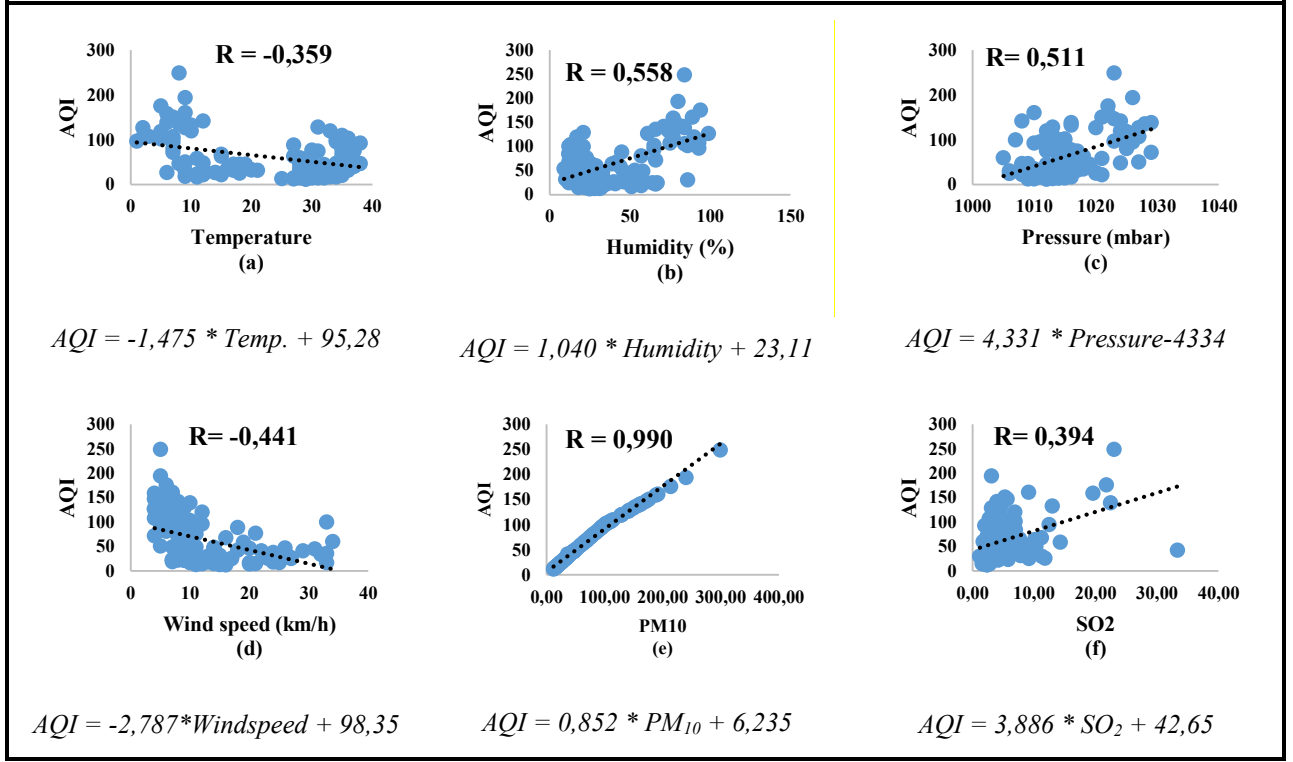 R = -0,359
300
200
100
0
AQI
0 10 20 30 40
Temperature
(a)
AQI = -1,475 * Temp. + 95,28
R = 0,558
300
250
200
150
100
50
0
AQI
0 50 100 150
Humidity (%)
(b)
AQI = 1,040 * Humidity + 23,11
R= 0,511
300
200
100
0
AQI
1000 1010 1020 1030 1040
Pressure (mbar)
(c)
AQI = 4,331 * Pressure-4334
R= -0,441
300
250
200
150
100
50
0
AQI
0 10 20 30 40
Wind speed (km/h)
(d)
AQI = -2,787*Windspeed + 98,35
R = 0,990
300
250
200
150
100
50
0
AQI
0,00 100,00 200,00 300,00 400,00
PM10
(e)
AQI = 0,852 * PM₁₀ + 6,235
R= 0,394
300
250
200
150
100
50
0
AQI
0,00 10,00 20,00 30,00 40,00
SO2
(f)
AQI = 3,886 * SO₂ + 42,65